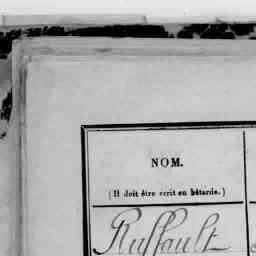 NOM.
(Il doit être écrit en bâtarde.)
Ruffault